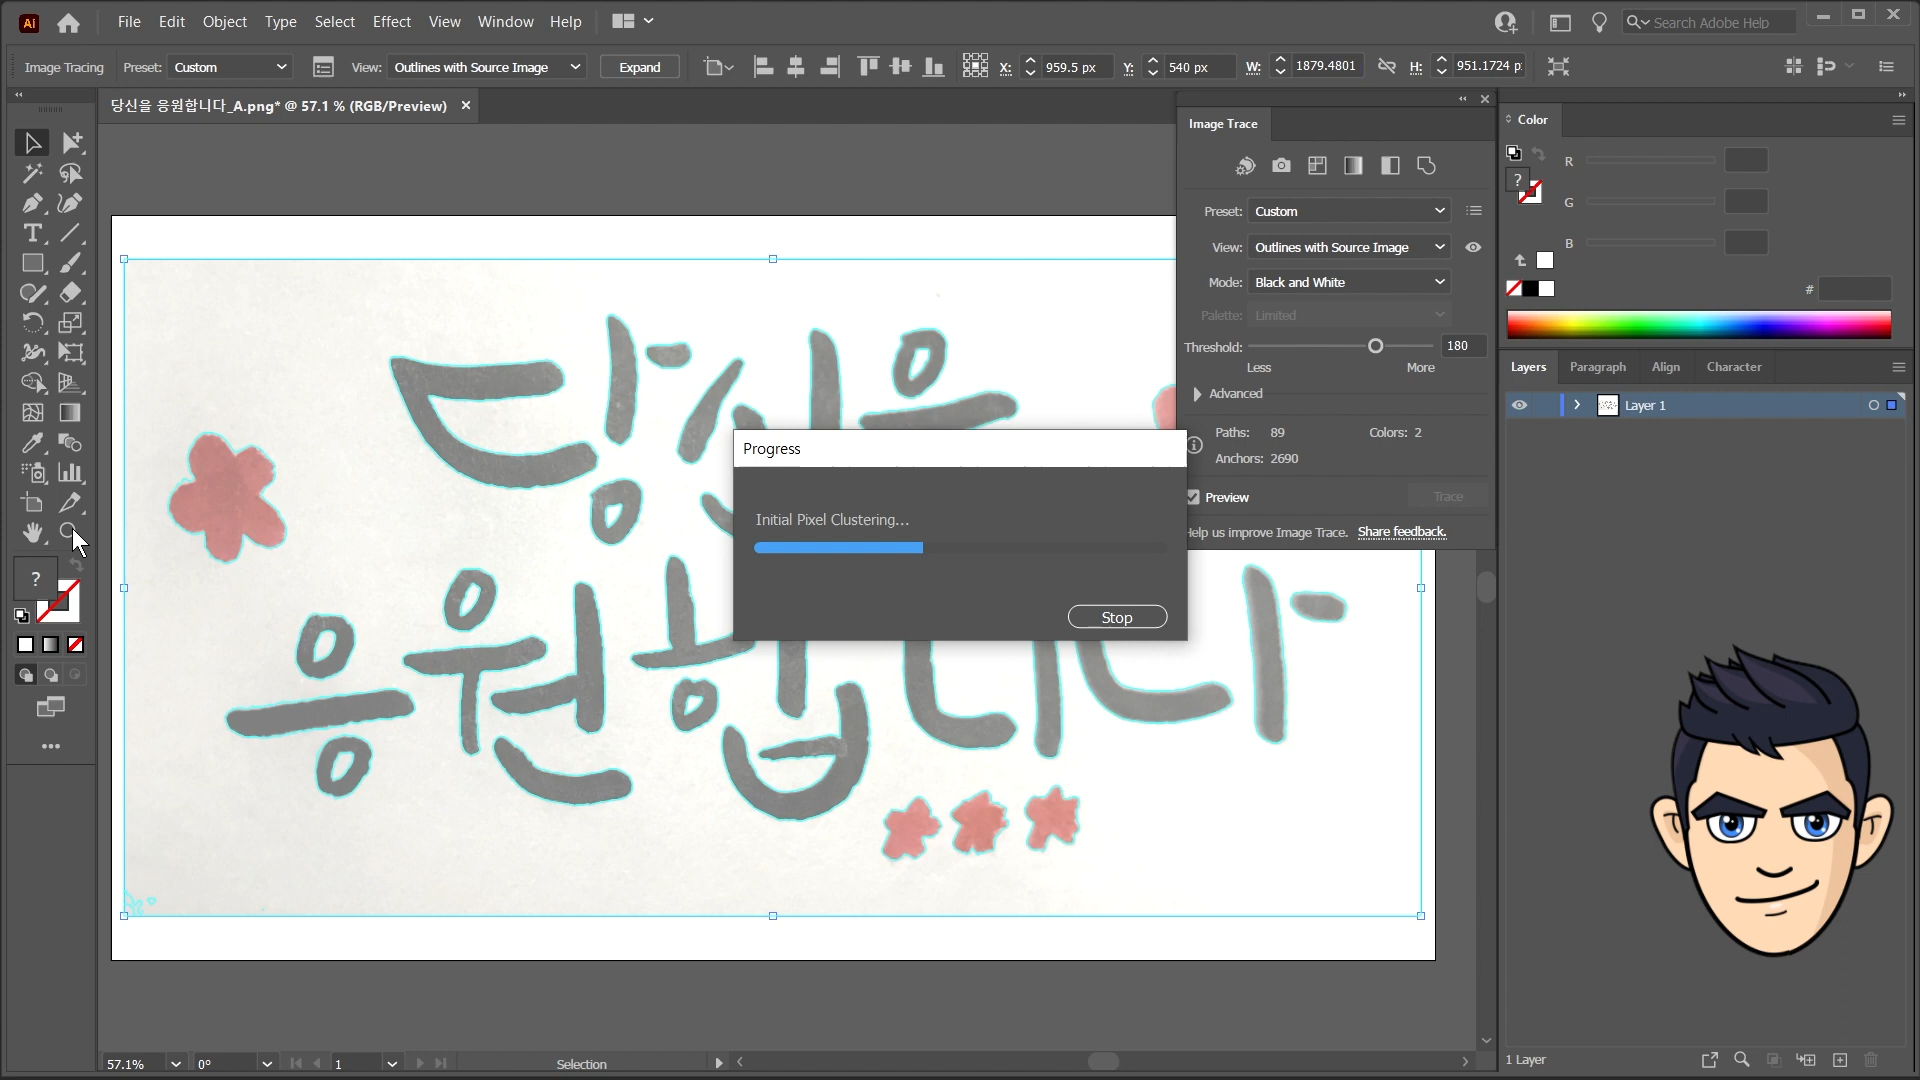 Ai File Edit Object Type Select Effect View Window Help Search Adobe Help
Image Tracing Preset: Custom View: Outlines with Source Image Expand X: 959.5 px Y: 540 px W: 1879.4801 H: 951.1724 p
당신을 응원합니다_A.png* @ 57.1 % (RGB/Preview)
Image Trace
Preset: Custom
View: Outlines with Source Image
Mode: Black and White
Palette: Limited
Threshold: 180
Less More
Advanced
Paths: 89 Colors: 2
Anchors: 2690
Preview Trace
Help us improve Image Trace. Share feedback.
Color
R
G
B
#
Layers Paragraph Align Character
Layer 1
당신을
응원합니다
Progress
Initial Pixel Clustering...
Stop
57.1% 0° 1 Selection
1 Layer